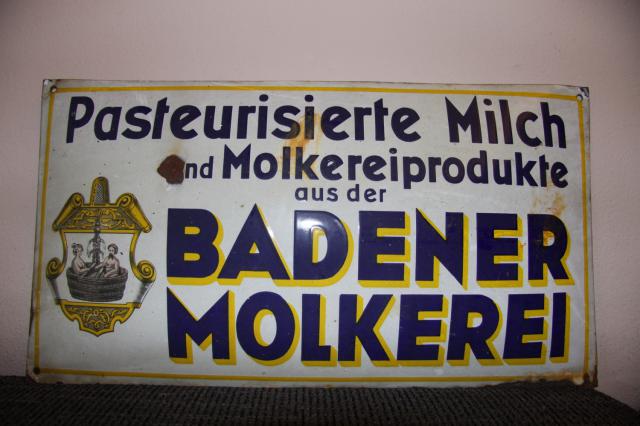 Pasteurisierte Milch
nd Molkereiprodukte
aus der
BADENER
MOLKEREI